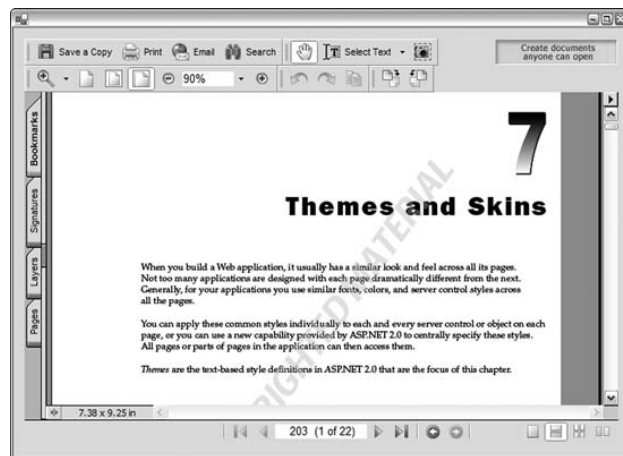 Save a Copy Print Email Search Select Text Create documents
anyone can open
90%
Bookmarks
Signatures
Layers
Pages
7
Themes and Skins
When you build a Web application, it usually has a similar look and feel across all its pages.
Not too many applications are designed with each page dramatically different from the next.
Generally, for your applications you use similar fonts, colors, and server control styles across
all the pages.
You can apply these common styles individually to each and every server control or object on each
page, or you can use a new capability provided by ASP.NET 2.0 to centrally specify these styles.
All pages or parts of pages in the application can then access them.
Themes are the text-based style definitions in ASP.NET 2.0 that are the focus of this chapter.
RIGHTED MATERIAL
7.38 x 9.25 in
203 (1 of 22)